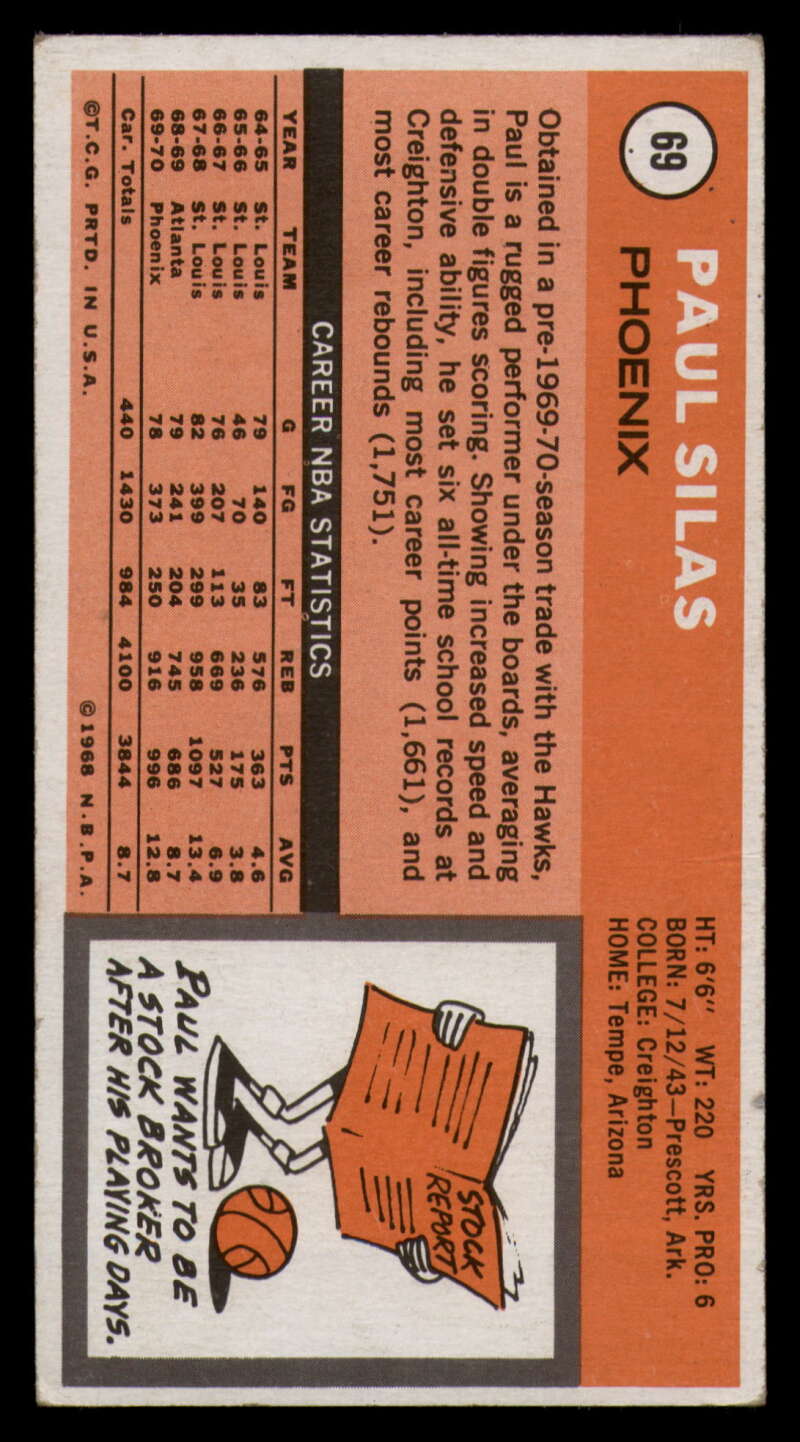 69
PAUL SILAS
PHOENIX
HT: 6'6" WT: 220 YRS. PRO: 6
BORN: 7/12/43—Prescott, Ark.
COLLEGE: Creighton
HOME: Tempe, Arizona
Obtained in a pre-1969-70-season trade with the Hawks,
Paul is a rugged performer under the boards, averaging
in double figures scoring. Showing increased speed and
defensive ability, he set six all-time school records at
Creighton, including most career points (1,661), and
most career rebounds (1,751).
CAREER NBA STATISTICS
YEAR TEAM G FG FT REB PTS AVG
64-65 St. Louis 79 140 83 576 363 4.6
65-66 St. Louis 46 70 35 236 175 3.8
66-67 St. Louis 76 207 113 669 527 6.9
67-68 St. Louis 82 399 299 958 1097 13.4
68-69 Atlanta 79 241 204 745 686 8.7
69-70 Phoenix 78 373 250 916 996 12.8
Car. Totals 440 1430 984 4100 3844 8.7
©T.C.G. PRTD. IN U.S.A. ©1968 N.B.P.A.
STOCK
REPORT
PAUL WANTS TO BE
A STOCK BROKER
AFTER HIS PLAYING DAYS.